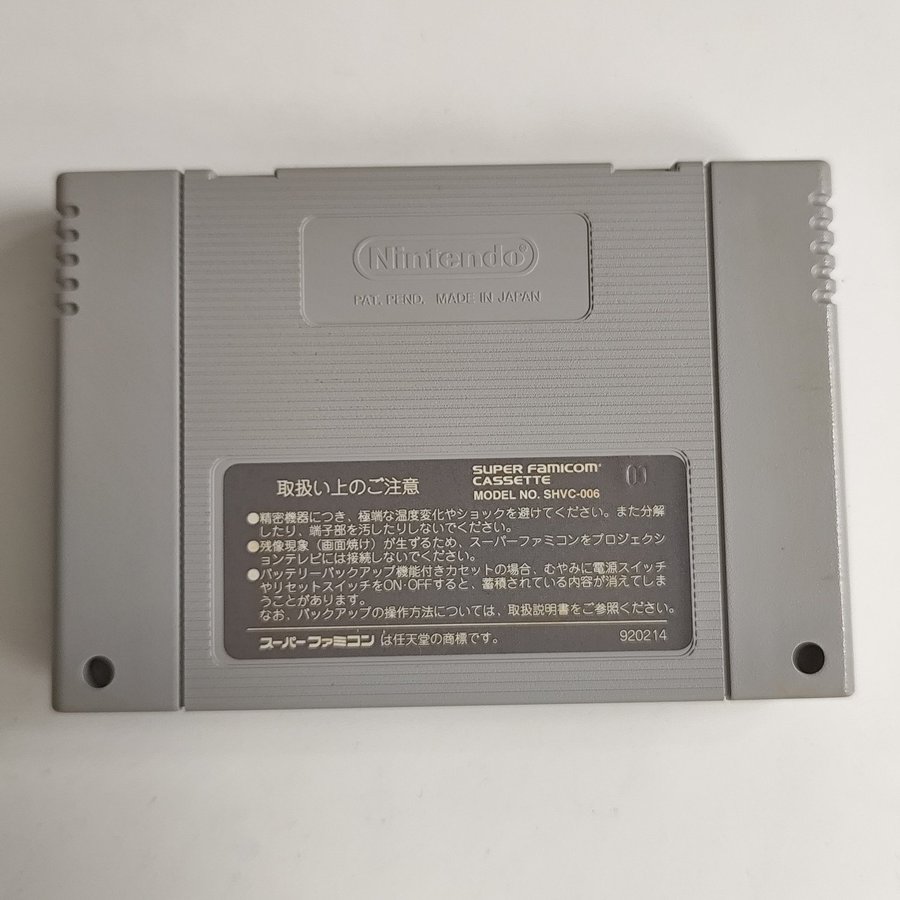 Nintendo®
PAT. PEND. MADE IN JAPAN
取扱い上のご注意
SUPER FAMICOM
CASSETTE
MODEL NO. SHVC-006
●精密機器につき、極端な温度変化やショックを避けてください。また分解
したり、端子部を汚したりしないでください。
●残像現象（画面焼け）が生ずるため、スーパーファミコンをプロジェクシ
ョンテレビには接続しないでください。
●バッテリーバックアップ機能付きカセットの場合、むやみに電源スイッチ
やリセットスイッチをON・OFFすると、蓄積されている内容が消えてしま
うことがあります。
なお、バックアップの操作方法については、取扱説明書をご参照ください。
スーパーファミコン は任天堂の商標です。 920214